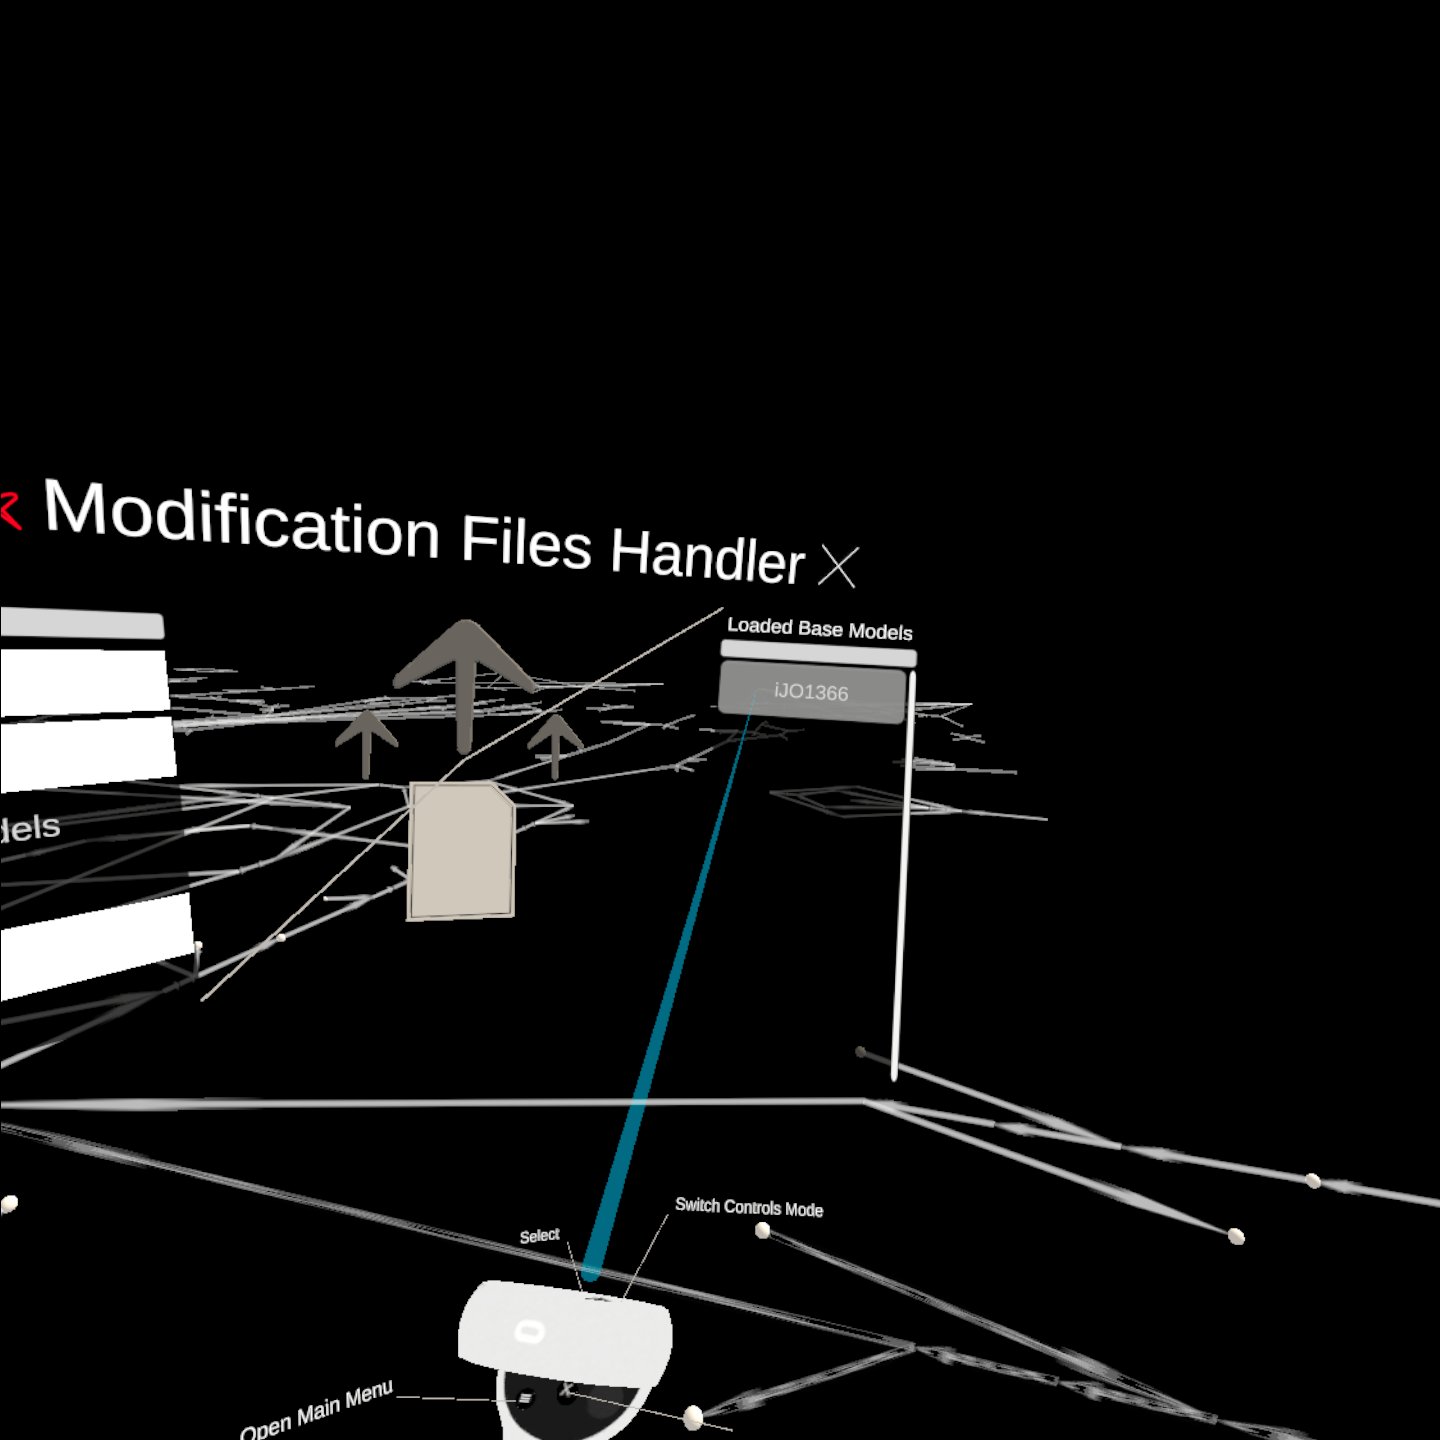 Modification Files Handler
Loaded Base Models
iJO1366
dels
Select
Switch Controls Mode
Open Main Menu